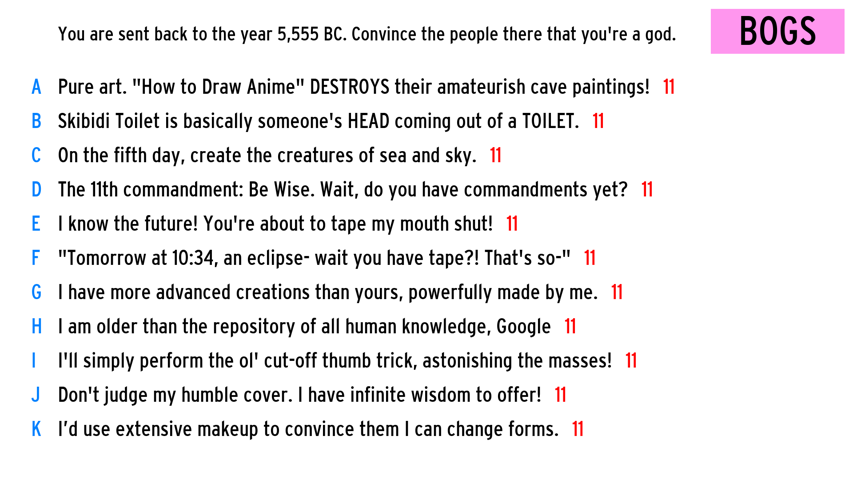 You are sent back to the year 5,555 BC. Convince the people there that you're a god.
BOGS
A Pure art. "How to Draw Anime" DESTROYS their amateurish cave paintings! 11
B Skibidi Toilet is basically someone's HEAD coming out of a TOILET. 11
C On the fifth day, create the creatures of sea and sky. 11
D The 11th commandment: Be Wise. Wait, do you have commandments yet? 11
E I know the future! You're about to tape my mouth shut! 11
F "Tomorrow at 10:34, an eclipse- wait you have tape?! That's so-" 11
G I have more advanced creations than yours, powerfully made by me. 11
H I am older than the repository of all human knowledge, Google 11
I I'll simply perform the ol' cut-off thumb trick, astonishing the masses! 11
J Don't judge my humble cover. I have infinite wisdom to offer! 11
K I’d use extensive makeup to convince them I can change forms. 11